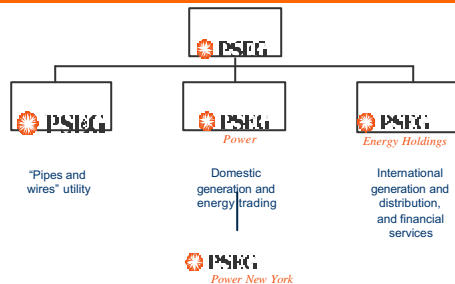 PSEG
PSEG
PSEG
Power
PSEG
Energy Holdings
"Pipes and
wires" utility
Domestic
generation and
energy trading
International
generation and
distribution,
and financial
services
PSEG
Power New York